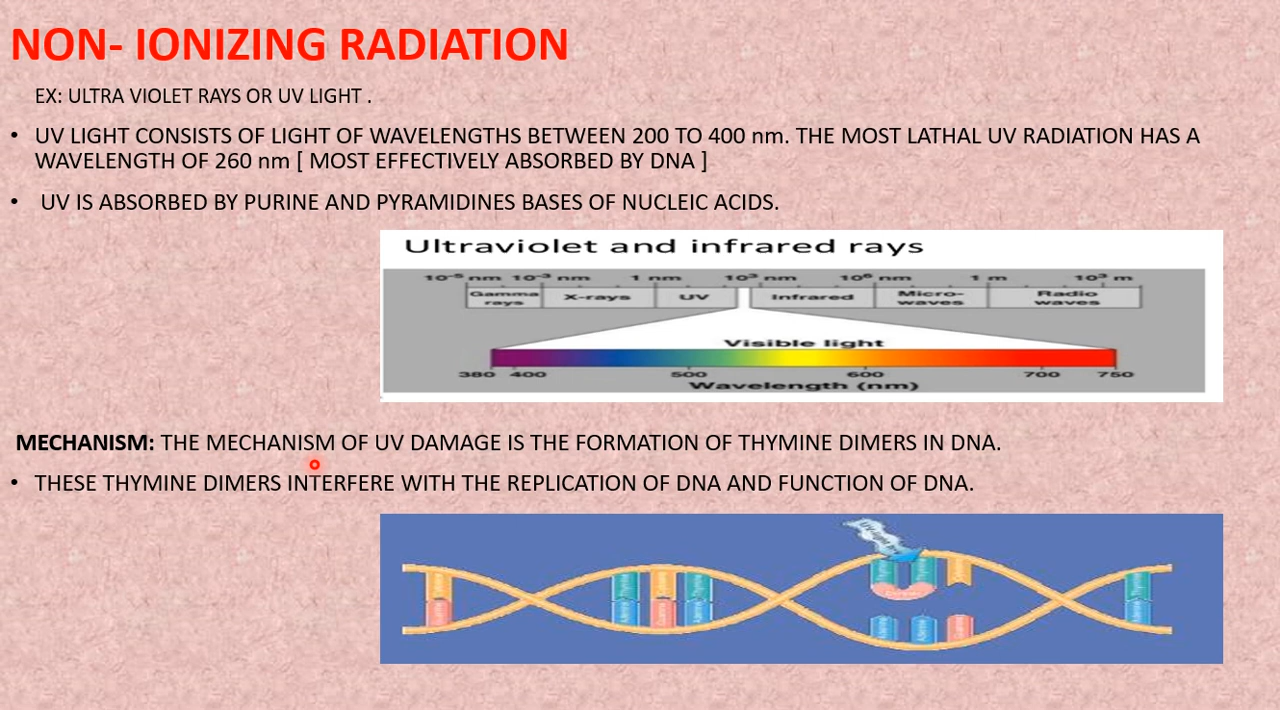 NON- IONIZING RADIATION
EX: ULTRA VIOLET RAYS OR UV LIGHT .
• UV LIGHT CONSISTS OF LIGHT OF WAVELENGTHS BETWEEN 200 TO 400 nm. THE MOST LATHAL UV RADIATION HAS A
WAVELENGTH OF 260 nm [ MOST EFFECTIVELY ABSORBED BY DNA ]
• UV IS ABSORBED BY PURINE AND PYRAMIDINES BASES OF NUCLEIC ACIDS.
Ultraviolet and infrared rays
10⁻⁵ nm 10⁻³ nm 1 nm 10³ nm 10⁶ nm 1 m 10³ m
Gamma rays X-rays UV Infrared Micro-waves Radio waves
Visible light
380 400 500 600 700 750
Wavelength (nm)
MECHANISM: THE MECHANISM OF UV DAMAGE IS THE FORMATION OF THYMINE DIMERS IN DNA.
• THESE THYMINE DIMERS INTERFERE WITH THE REPLICATION OF DNA AND FUNCTION OF DNA.